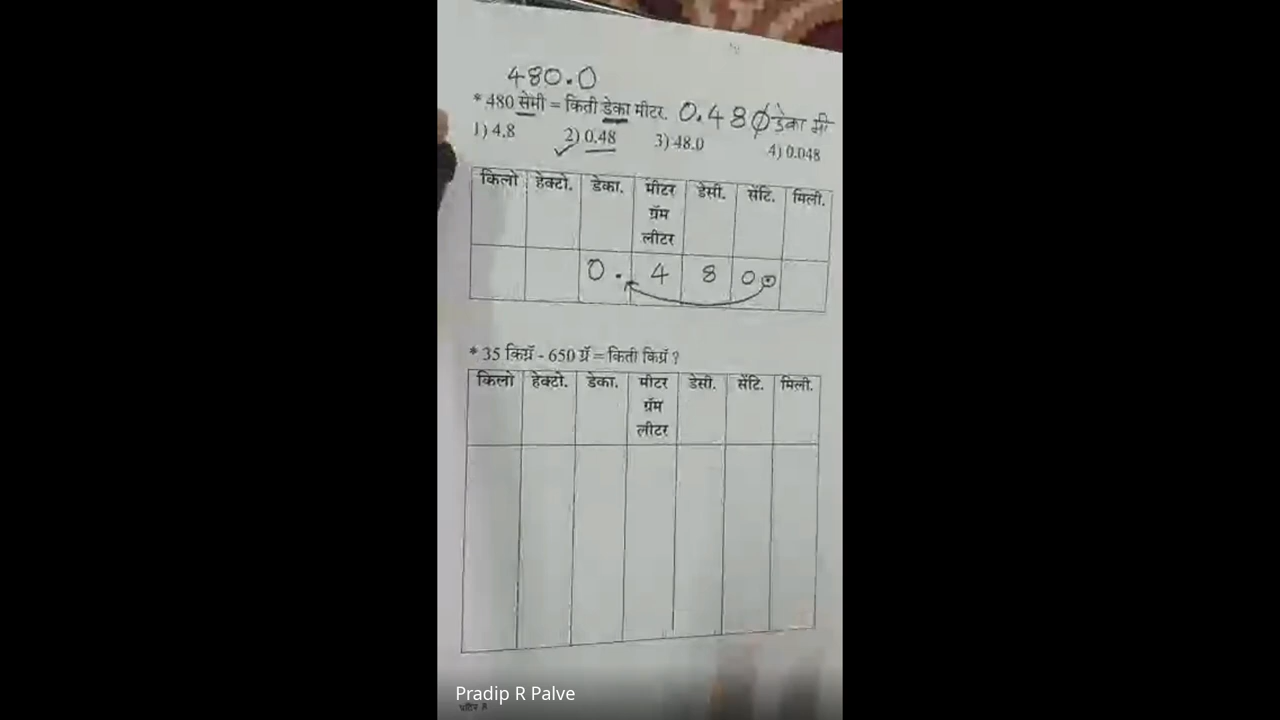 480.0
* 480 सेमी = किती डेका मीटर. 0.480 डेका मी
1) 4.8 2) 0.48 3) 48.0 4) 0.048
किलो हेक्टो. डेका. मीटर डेसी. सेंटि. मिली.
ग्रॅम
लीटर
0. 4 8 0.
* 35 किग्रॅ - 650 ग्रॅ = किती किग्रॅ ?
किलो हेक्टो. डेका. मीटर डेसी. सेंटि. मिली.
ग्रॅम
लीटर
Pradip R Palve